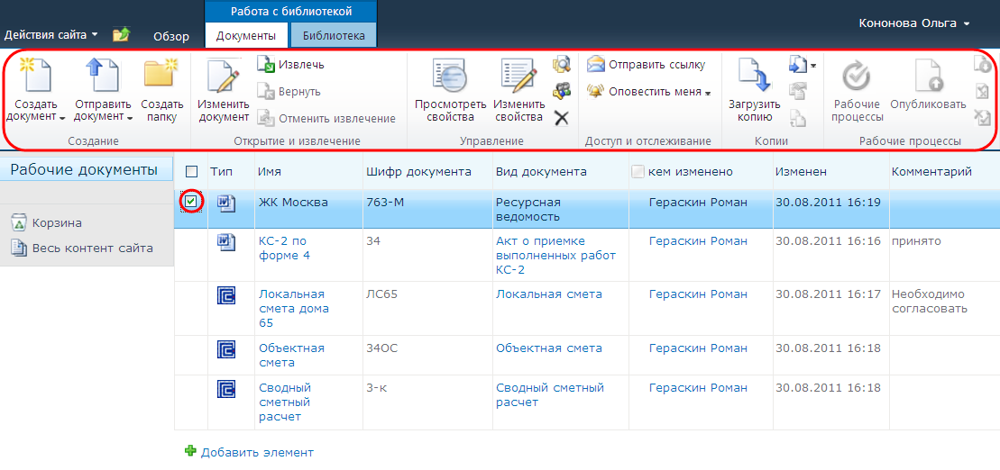 Работа с библиотекой
Действия сайта
Обзор
Документы
Библиотека
Кононова Ольга
Создать документ
Отправить документ
Создать папку
Создание
Изменить документ
Извлечь
Вернуть
Отменить извлечение
Открытие и извлечение
Просмотреть свойства
Изменить свойства
Управление
Отправить ссылку
Оповестить меня
Доступ и отслеживание
Загрузить копию
Копии
Рабочие процессы
Опубликовать
Рабочие процессы
Рабочие документы
Корзина
Весь контент сайта
Тип Имя Шифр документа Вид документа кем изменено Изменен Комментарий
ЖК Москва 763-М Ресурсная ведомость Гераскин Роман 30.08.2011 16:19
КС-2 по форме 4 34 Акт о приемке выполненных работ КС-2 Гераскин Роман 30.08.2011 16:16 принято
Локальная смета дома 65 ЛС65 Локальная смета Гераскин Роман 30.08.2011 16:17 Необходимо согласовать
Объектная смета 34ОС Объектная смета Гераскин Роман 30.08.2011 16:18
Сводный сметный расчет 3-к Сводный сметный расчет Гераскин Роман 30.08.2011 16:18
Добавить элемент